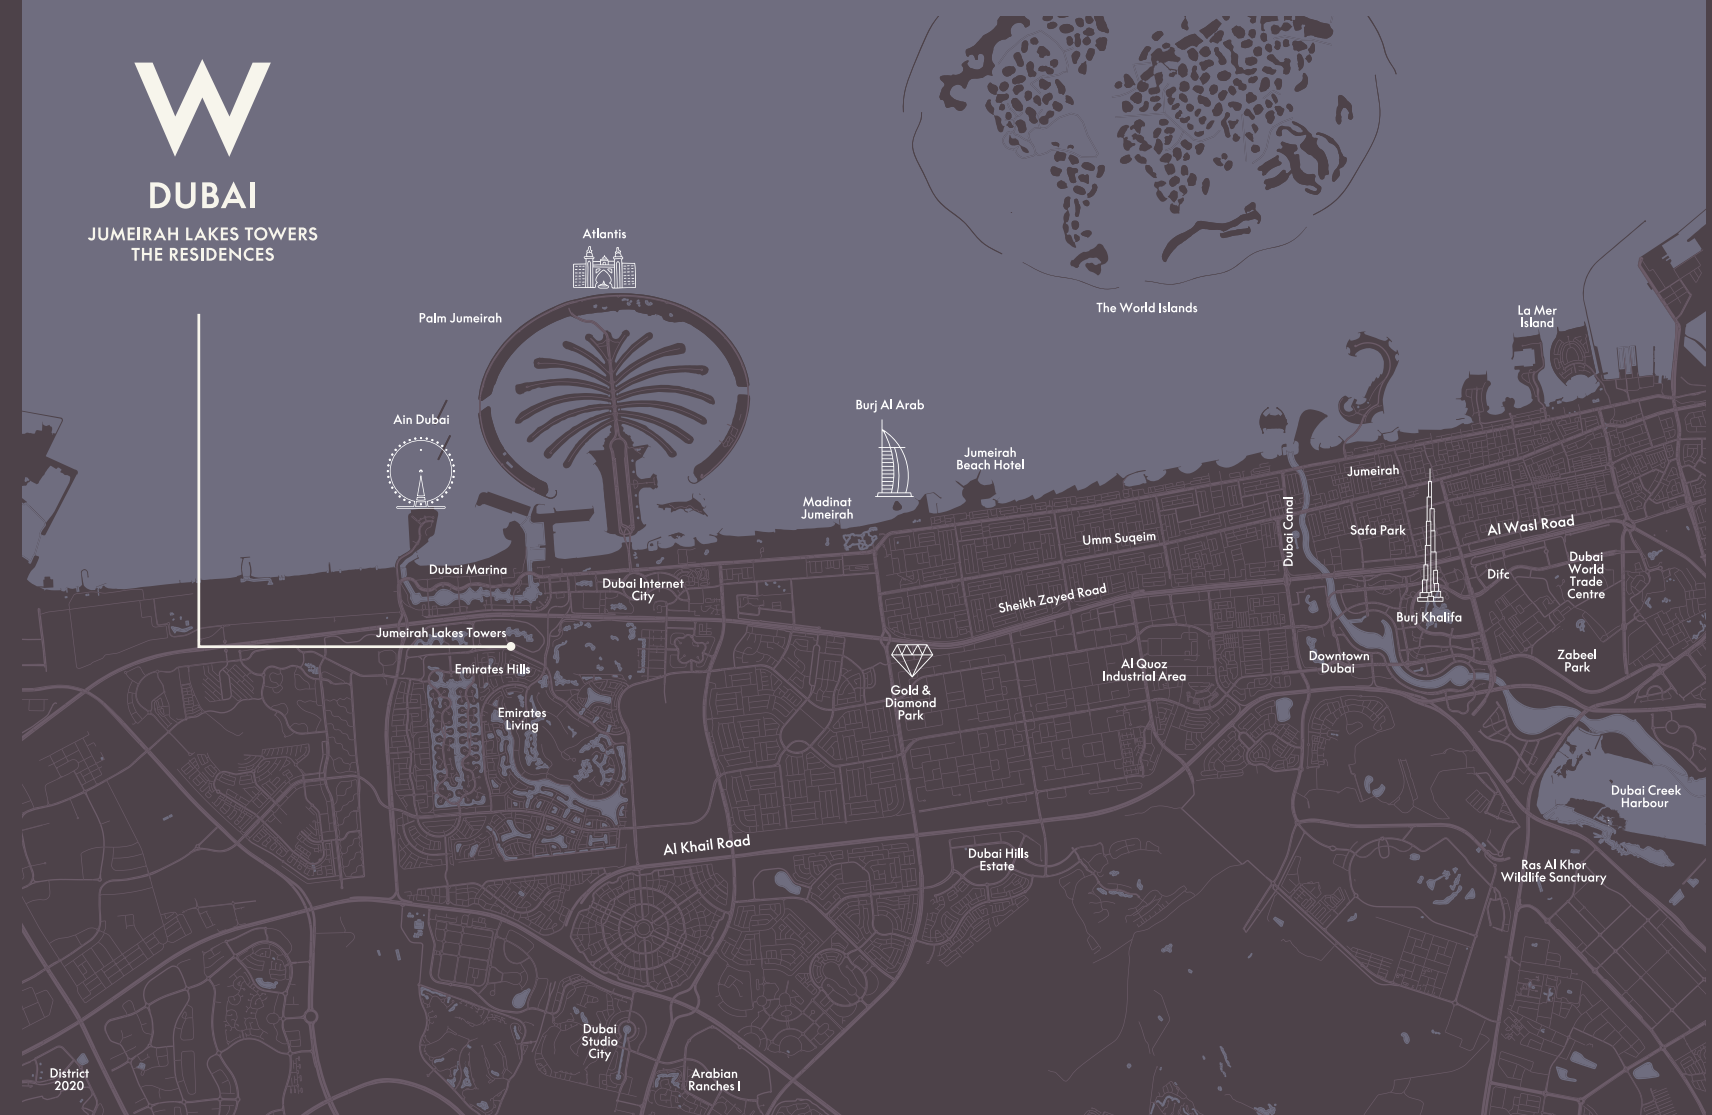 W
DUBAI
JUMEIRAH LAKES TOWERS
THE RESIDENCES
Atlantis
Palm Jumeirah
The World Islands
La Mer
Island
Ain Dubai
Burj Al Arab
Jumeirah
Beach Hotel
Madinat
Jumeirah
Jumeirah
Dubai Canal
Safa Park
Al Wasl Road
Umm Suqeim
Dubai Marina
Dubai Internet
City
Sheikh Zayed Road
Difc
Dubai
World
Trade
Centre
Burj Khalifa
Jumeirah Lakes Towers
Emirates Hills
Emirates
Living
Gold &
Diamond
Park
Al Quoz
Industrial Area
Downtown
Dubai
Zabeel
Park
Dubai Creek
Harbour
Al Khail Road
Dubai Hills
Estate
Ras Al Khor
Wildlife Sanctuary
Dubai
Studio
City
District
2020
Arabian
Ranches I